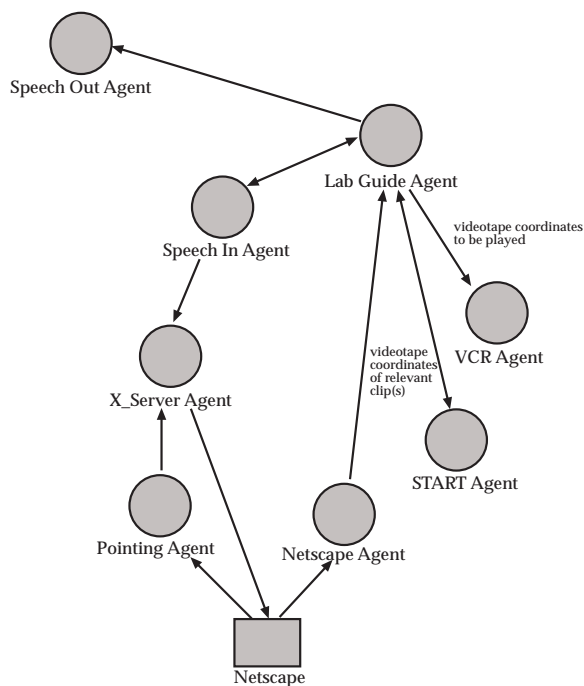 Speech Out Agent
Lab Guide Agent
Speech In Agent
videotape coordinates
to be played
VCR Agent
videotape
coordinates
of relevant
clip(s)
X_Server Agent
START Agent
Pointing Agent
Netscape Agent
Netscape